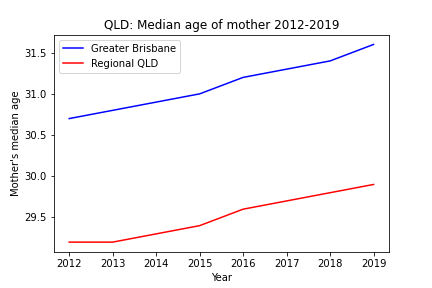 QLD: Median age of mother 2012-2019
Greater Brisbane
Regional QLD
31.5
31.0
30.5
30.0
29.5
Mother's median age
2012 2013 2014 2015 2016 2017 2018 2019
Year